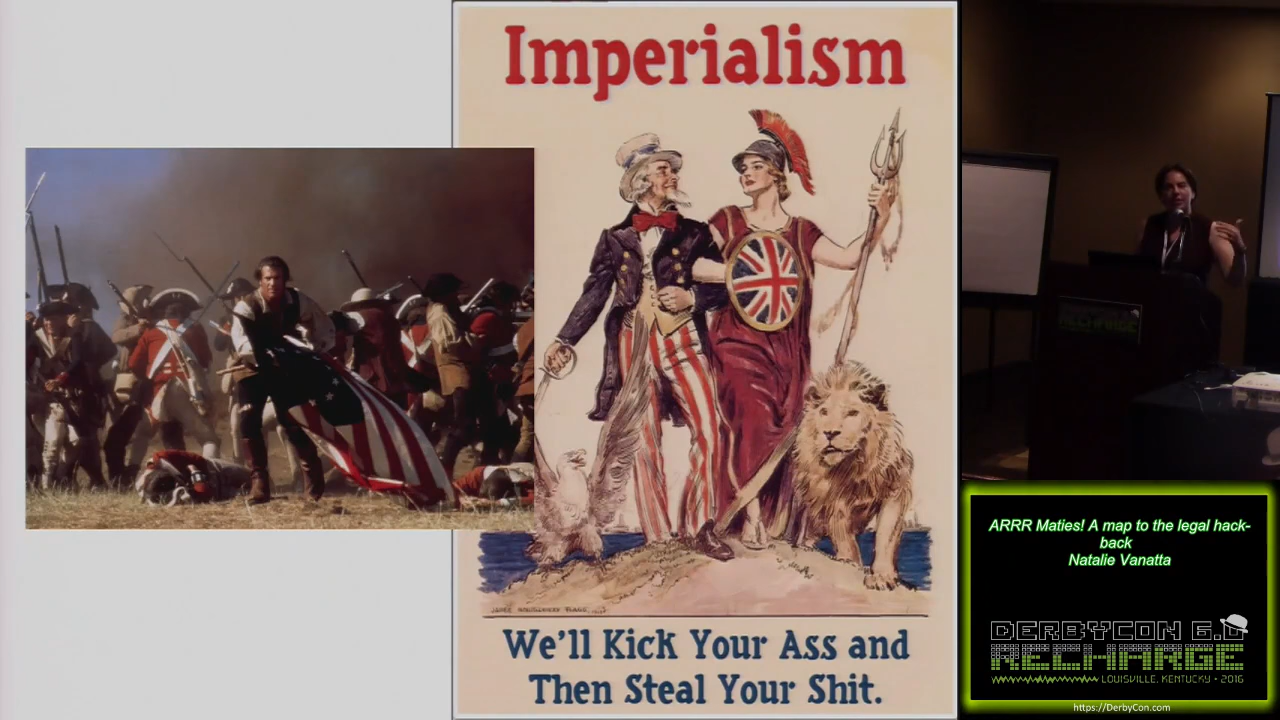 Imperialism
We'll Kick Your Ass and
Then Steal Your Shit.
RECHARGE
ARRR Maties! A map to the legal hack-
back
Natalie Vanatta
DERBYCON 6.0
RECHARGE
LOUISVILLE, KENTUCKY • 2016
https://DerbyCon.com